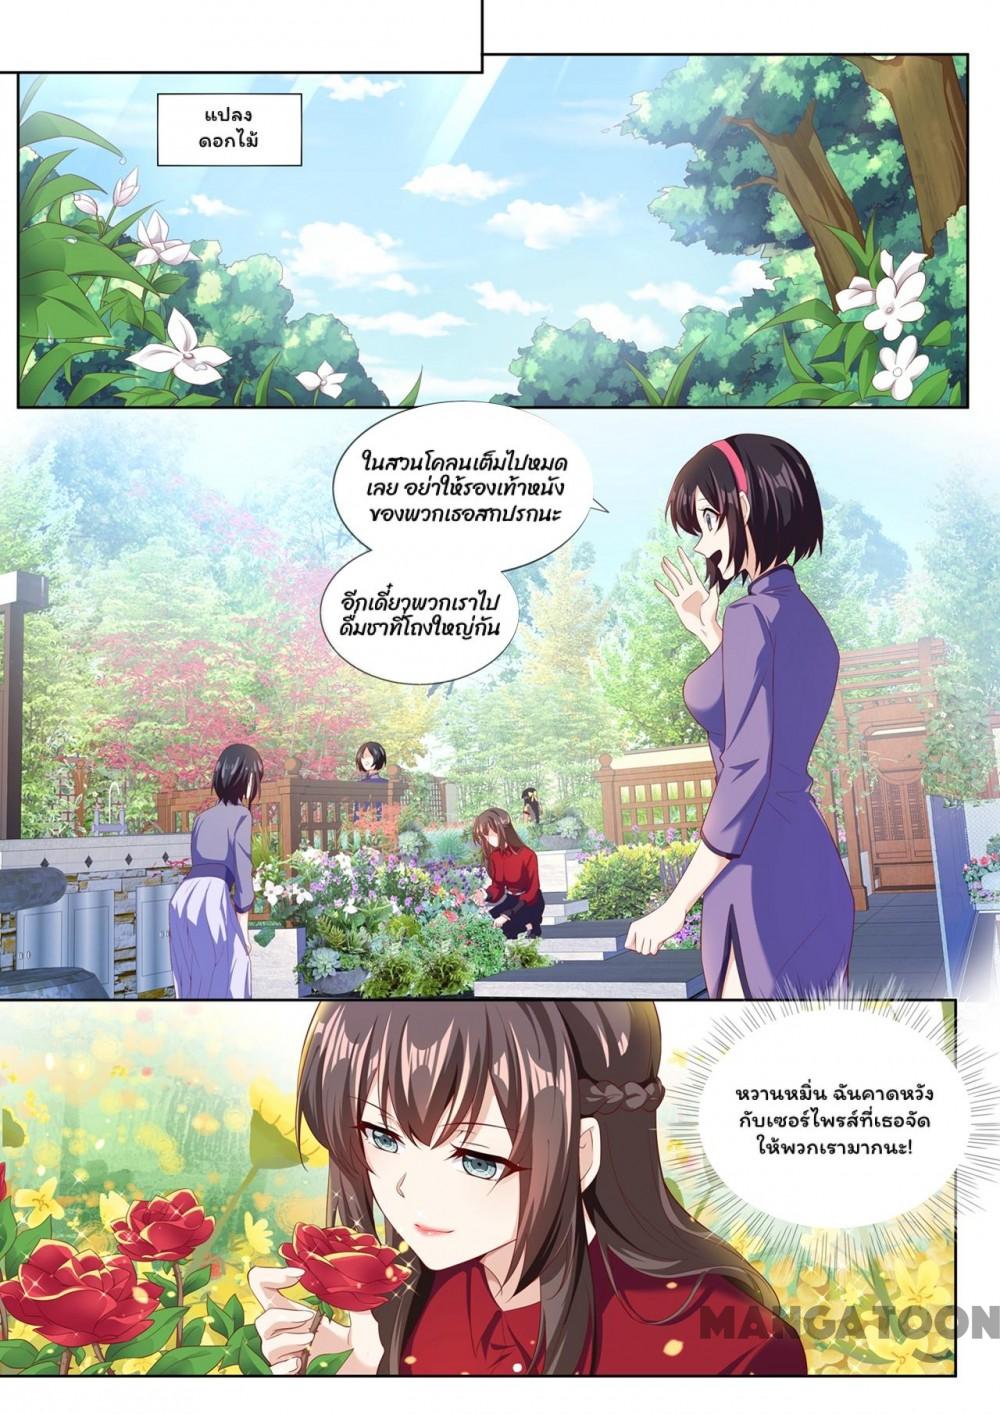 แปลง
ดอกไม้
ในสวนโคลนเต็มไปหมด
เลย อย่าให้รองเท้าหนัง
ของพวกเธอสกปรกนะ
อีกเดี๋ยวพวกเราไป
ดื่มชาที่โถงใหญ่กัน
หวานหมิ่น ฉันคาดหวัง
กับเซอร์ไพรส์ที่เธอจัด
ให้พวกเรามากนะ!
MANGATOON